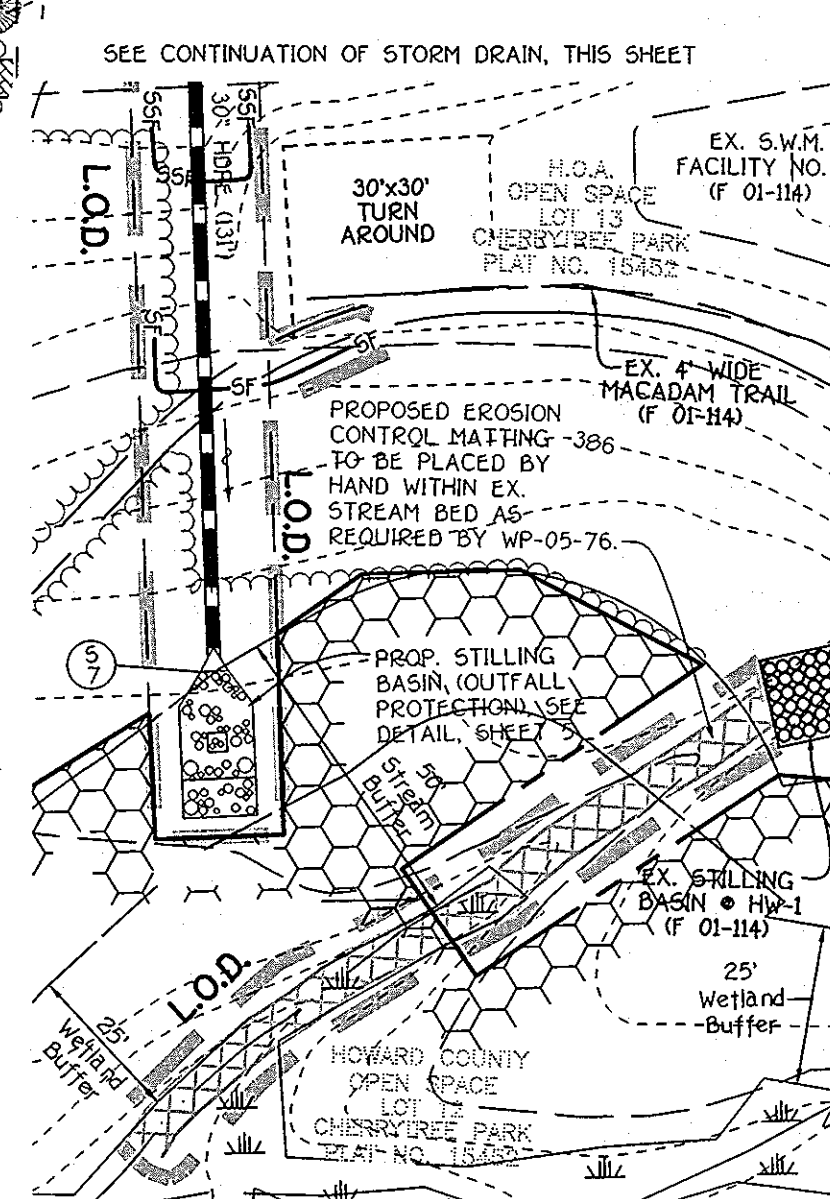 SEE CONTINUATION OF STORM DRAIN, THIS SHEET
SSF
SSF
SSF
30" HDPE (13T)
L.O.D.
30'x30'
TURN
AROUND
H.O.A.
OPEN SPACE
LOT 13
CHERRYTREE PARK
PLAT NO. 15452
EX. S.W.M.
FACILITY NO.
(F 01-114)
SF
SF
SF
EX. 4' WIDE
MACADAM TRAIL
(F 01-114)
PROPOSED EROSION
CONTROL MATTING
TO BE PLACED BY
HAND WITHIN EX.
STREAM BED AS
REQUIRED BY WP-05-76.
386
L.O.D.
S
7
PROP. STILLING
BASIN, (OUTFALL
PROTECTION) SEE
DETAIL, SHEET 5
50'
Stream
Buffer
EX. STILLING
BASIN @ HW-1
(F 01-114)
25'
Wetland
Buffer
L.O.D.
25'
Wetland
Buffer
HOWARD COUNTY
OPEN SPACE
LOT 12
CHERRYTREE PARK
PLAT NO. 15452